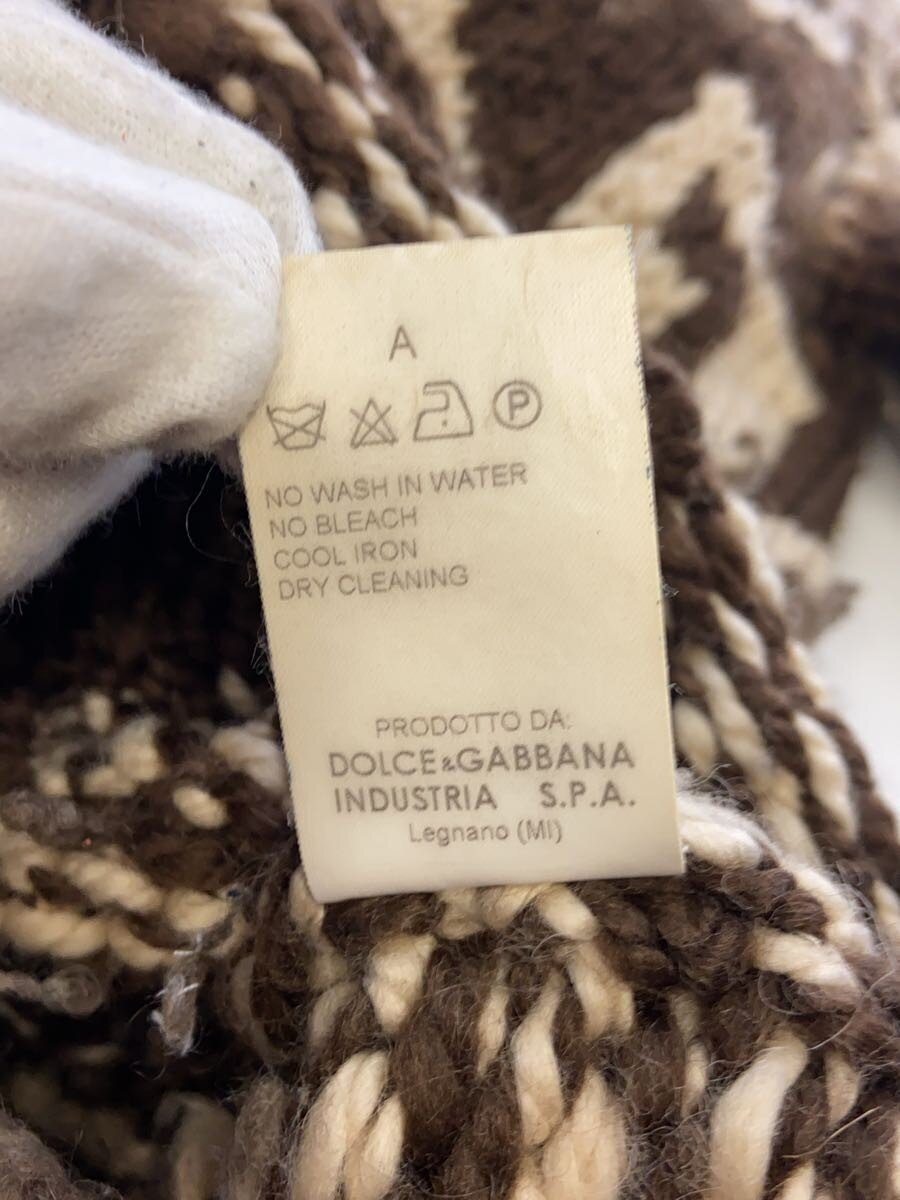 A
P
NO WASH IN WATER
NO BLEACH
COOL IRON
DRY CLEANING
PRODOTTO DA:
DOLCE&GABBANA
INDUSTRIA S.P.A.
Legnano (MI)